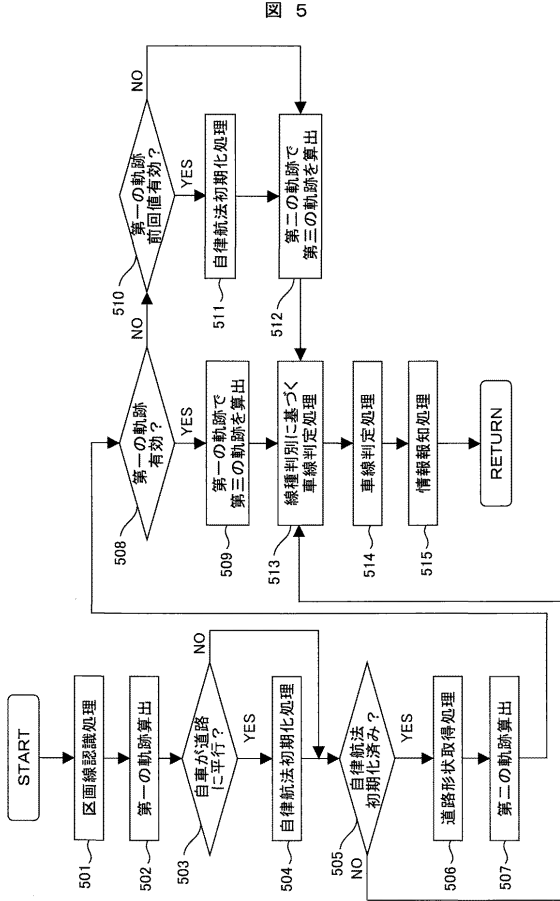 図 5
START
区画線認識処理
501
第一の軌跡算出
502
自車が道路
に平行？
503
NO
YES
自律航法初期化処理
504
自律航法
初期化済み？
505
NO
YES
道路形状取得処理
506
第二の軌跡算出
507
第一の軌跡
有効？
508
NO
YES
第一の軌跡で
第三の軌跡を算出
509
第一の軌跡
前回値有効？
510
NO
YES
自律航法初期化処理
511
第二の軌跡で
第三の軌跡を算出
512
線種判別に基づく
車線判定処理
513
車線判定処理
514
情報報知処理
515
RETURN